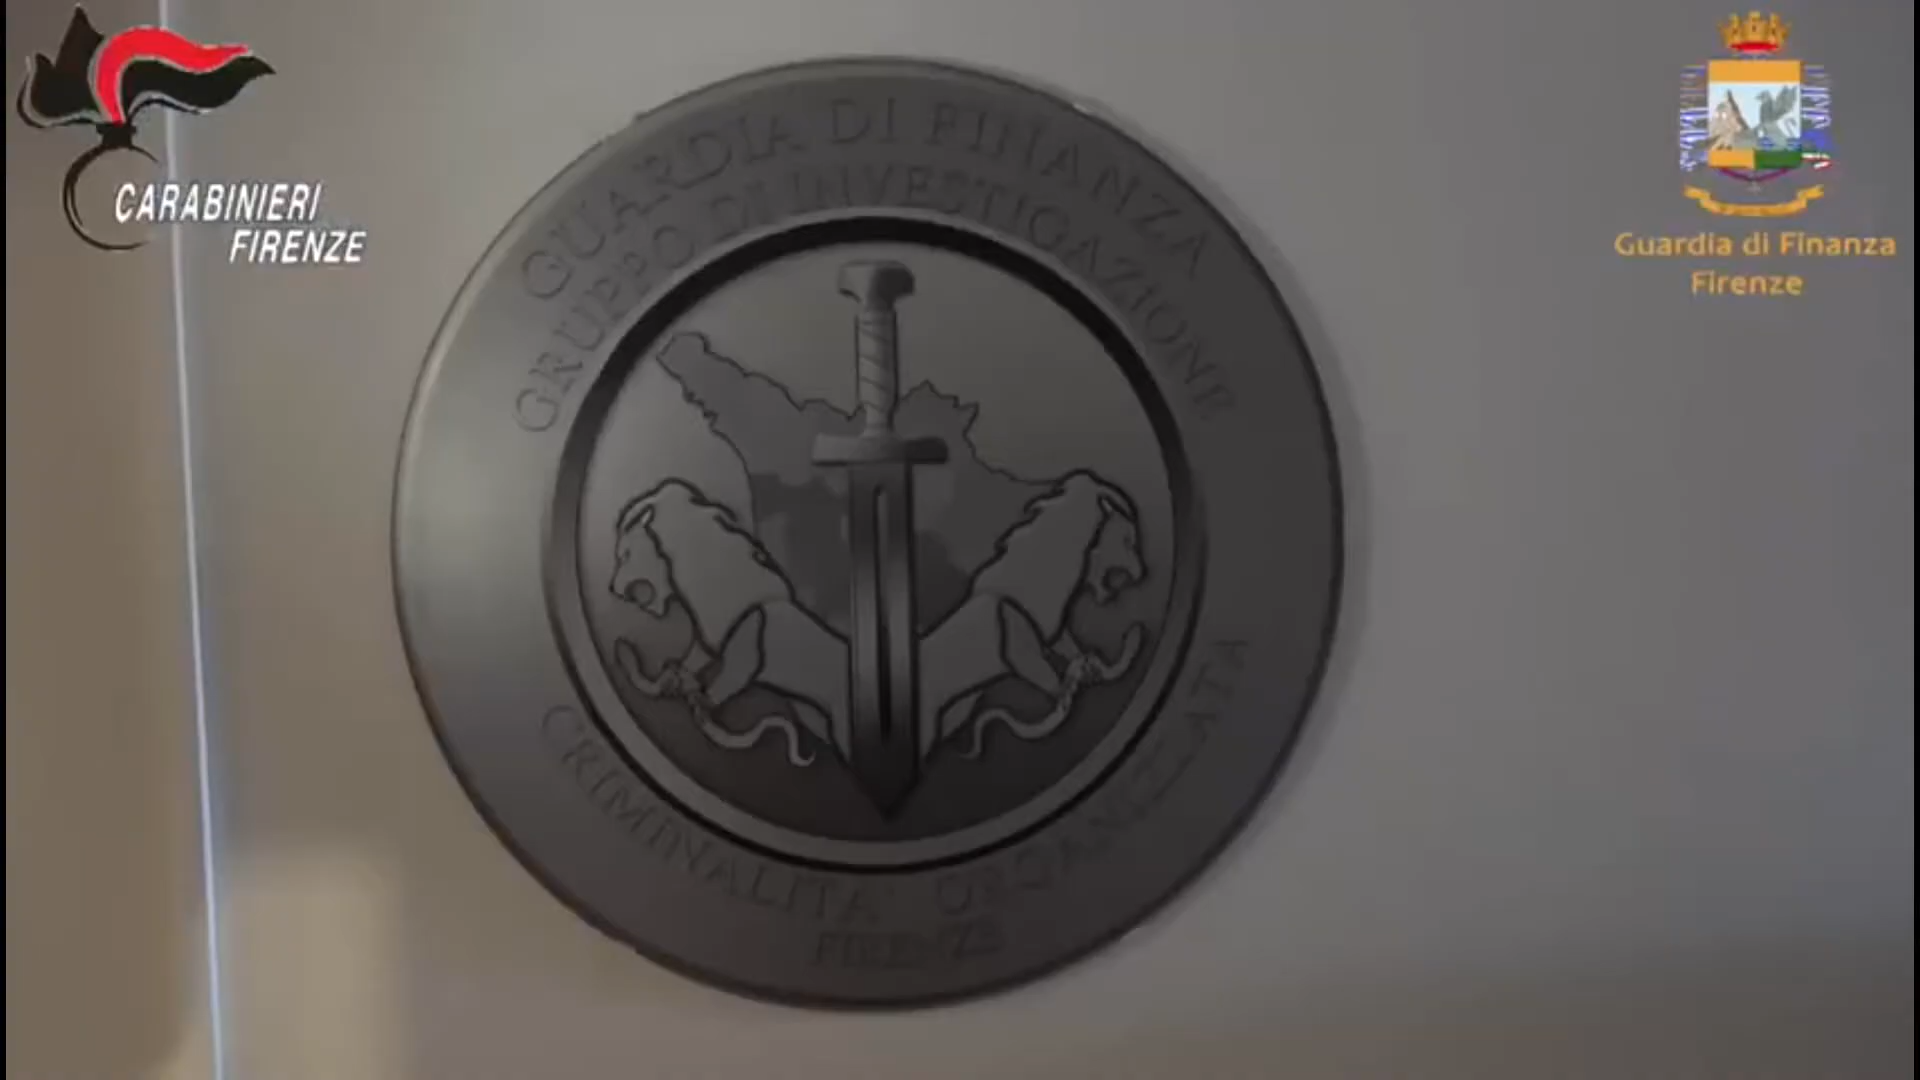 CARABINIERI
FIRENZE
Guardia di Finanza
Firenze
GUARDIA DI FINANZA
GRUPPO DI INVESTIGAZIONE
CRIMINALITA' ORGANIZZATA
FIRENZE